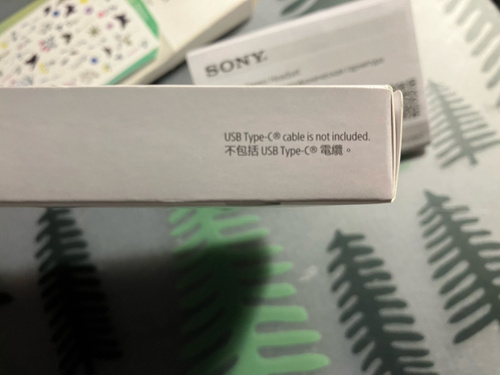 SONY
USB Type-C® cable is not included.
不包括 USB Type-C® 電纜。